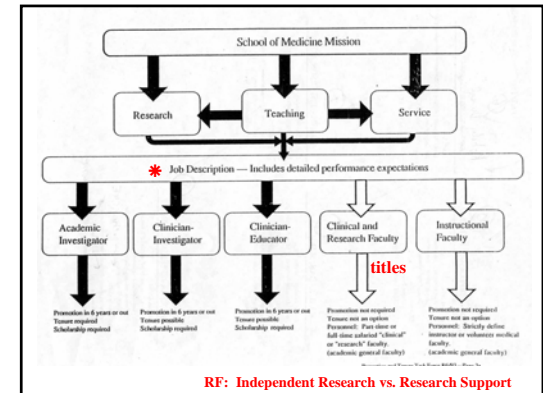 School of Medicine Mission
Research
Teaching
Service
* Job Description — Includes detailed performance expectations
Academic
Investigator
Clinician-
Investigator
Clinician-
Educator
Clinical and
Research Faculty
Instructional
Faculty
titles
Promotion in 6 years or out
Tenure required
Scholarship required
Promotion in 6 years or out
Tenure possible
Scholarship required
Promotion in 6 years or out
Tenure possible
Scholarship required
Promotion not required
Tenure not an option
Personnel: Part time or
full time salaried "clinical"
or "research" faculty.
(academic general faculty)
Promotion not required
Tenure not an option
Personnel: Strictly define
instructor or volunteer medical
faculty.
(academic general faculty)
RF: Independent Research vs. Research Support